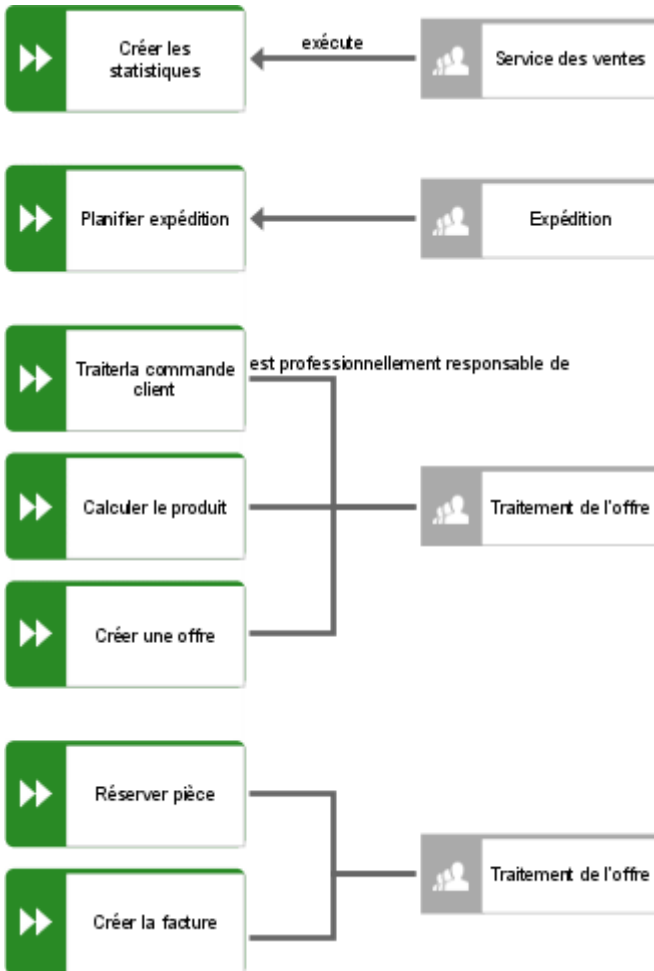 Créer les
statistiques
exécute
Service des ventes
Planifier expédition
Expédition
Traiterla commande
client
est professionnellement responsable de
Calculer le produit
Traitement de l'offre
Créer une offre
Réserver pièce
Traitement de l'offre
Créer la facture